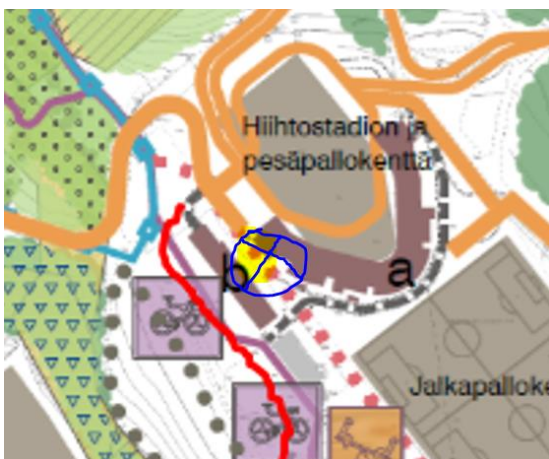 Hiihtostadion ja
pesäpallokenttä
b
a
Jalkapalloke